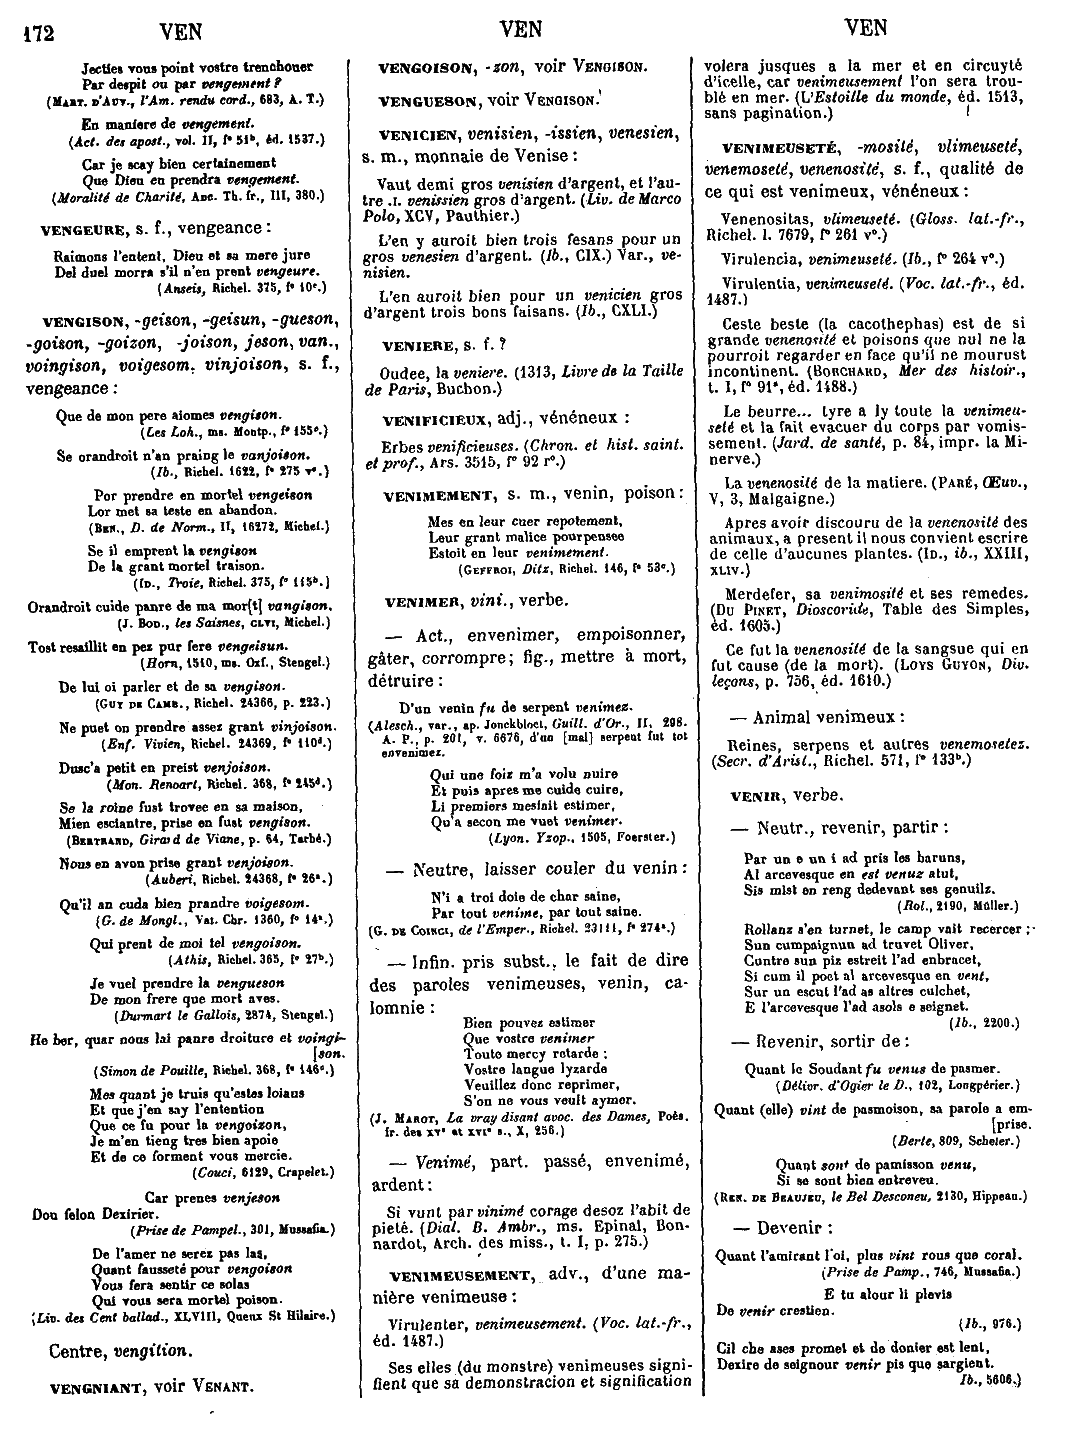 172 VEN VEN VEN
Jecties vous point vostre trenchouer
Par despit ou par vengement ?
(MART. D'AUV., l'Am. rendu cord., 683, A. T.)
En maniere de vengement.
(Act. des apost., vol. II, f° 51ᵇ, éd. 1537.)
Car je scay bien certainement
Que Dieu en prendra vengement.
(Moralité de Charité, ANC. Th. fr., III, 380.)
VENGEURE, s. f., vengeance :
Raimons l'entent, Dieu et sa mere jure
Del duel morra s'il n'en prent vengeure.
(Anseis, Richel. 375, f° 10ᶜ.)
VENGISON, -geison, -geisun, -gueson,
-goison, -goizon, -joison, jeson, van.,
voingison, voigesom, vinjoison, s. f.,
vengeance :
Que de mon pere aiomes vengison.
(Les Loh., ms. Montp., f° 155ᶜ.)
Se orandroit n'an praing le vanjoison.
(Ib., Richel. 1622, f° 275 v°.)
Por prendre en mortel vengeison
Lor met sa teste en abandon.
(BEN., D. de Norm., II, 16272, Michel.)
Se il emprent la vengison
De la grant mortel traison.
(ID., Troie, Richel. 375, f° 115ᵇ.)
Orandroit cuide panre de ma mor[t] vangison.
(J. BOD., les Saisnes, CLVI, Michel.)
Tost resaillit en pez pur fere vengeisun.
(Horn, 1510, ms. Oxf., Stengel.)
De lui oi parler et de sa vengison.
(GUY DE CAMB., Richel. 24366, p. 223.)
Ne puet on prendre assez grant vinjoison.
(Enf. Vivien, Richel. 24369, f° 110ᵈ.)
Dusc'a petit en preist venjoison.
(Mon. Renoart, Richel. 368, f° 245ᵈ.)
Se la roine fust trovee en sa maison,
Mien esciantre, prise en fust vengison.
(BERTRAND, Girard de Viane, p. 64, Tarbé.)
Nous en avon prise grant venjoison.
(Auberi, Richel. 24368, f° 26ᵃ.)
Qu'il an cuda bien prandre voigesom.
(G. de Mongl., Vat. Chr. 1360, f° 14ᵃ.)
Qui prent de moi tel vengoison.
(Athis, Richel. 365, f° 27ᵇ.)
Je vuel prendre la vengueson
De mon frere que mort aves.
(Durmart le Gallois, 2874, Stengel.)
He ber, quar nous lai panre droiture et voingi-
[son.
(Simon de Pouille, Richel. 368, f° 146ᶜ.)
Mes quant je truis qu'estes loiaus
Et que j'en say l'entention
Que ce fu pour la vengoizon,
Je m'en tieng tres bien apoie
Et de ce forment vous mercie.
(Couci, 6129, Crapelet.)
Car prenes venjeson
Dou felon Dexirier.
(Prise de Pampel., 301, Mussafia.)
De l'amer ne serez pas las,
Quant fausseté pour vengoison
Vous fera sentir ce solas
Qui vous sera mortel poison.
(Liv. des Cent ballad., XLVIII, Queux St Hilaire.)
Centre, vengition.
VENGNIANT, voir VENANT.
VENGOISON, -zon, voir VENGISON.
VENGUESON, voir VENGISON.
VENICIEN, venisien, -issien, venesien,
s. m., monnaie de Venise :
Vaut demi gros venisien d'argent, et l'au-
tre .I. venissien gros d'argent. (Liv. de Marco
Polo, XCV, Pauthier.)
L'en y auroit bien trois fesans pour un
gros venesien d'argent. (Ib., CIX.) Var., ve-
nisien.
L'en auroit bien pour un venicien gros
d'argent trois bons faisans. (Ib., CXLI.)
VENIERE, s. f. ?
Oudee, la veniere. (1313, Livre de la Taille
de Paris, Buchon.)
VENIFICIEUX, adj., vénéneux :
Erbes venificieuses. (Chron. et hist. saint.
et prof., Ars. 3515, f° 92 r°.)
VENIMEMENT, s. m., venin, poison :
Mes en leur cuer repotement,
Leur grant malice pourpensee
Estoit en leur venimement.
(GEFFROI, Ditz, Richel. 146, f° 53ᶜ.)
VENIMER, vini., verbe.
— Act., envenimer, empoisonner,
gâter, corrompre ; fig., mettre à mort,
détruire :
D'un venin fu de serpent venimez.
(Alesch., var., ap. Jonckbloet, Guill. d'Or., II, 298.
A. P., p. 201, v. 6676, d'un [mal] serpent fut tot
envenimez.
Qui une foiz m'a volu nuire
Et puis apres me cuide cuire,
Li premiers mesfait estimer,
Qu'a secon me vuet venimer.
(Lyon. Yzop., 1505, Foerster.)
— Neutre, laisser couler du venin :
N'i a troi doie de char saine,
Par tout venime, par tout saine.
(G. DE COINCI, de l'Emper., Richel. 23111, f° 274ᵃ.)
— Infin. pris subst., le fait de dire
des paroles venimeuses, venin, ca-
lomnie :
Bien pouvez estimer
Que vostre venimer
Toute mercy retarde :
Vostre langue lyzarde
Veuillez donc reprimer,
S'on ne vous veult aymer.
(J. MAROT, La vray disant avoc. des Dames, Poés.
fr. des XVᵉ et XVIᵉ s., X, 256.)
— Venimé, part. passé, envenimé,
ardent :
Si vunt par vinimé corage desoz l'abit de
pieté. (Dial. B. Ambr., ms. Epinal, Bon-
nardot, Arch. des miss., t. I, p. 275.)
VENIMEUSEMENT, adv., d'une ma-
nière venimeuse :
Virulenter, venimeusement. (Voc. lat.-fr.,
éd. 1487.)
Ses elles (du monstre) venimeuses signi-
fient que sa demonstracion et signification
volera jusques a la mer et en circuyté
d'icelle, car venimeusement l'on sera trou-
blé en mer. (L'Estoille du monde, éd. 1513,
sans pagination.)
VENIMEUSETÉ, -mosité, vlimeuseté,
venemoseté, venenosité, s. f., qualité de
ce qui est venimeux, vénéneux :
Venenositas, vlimeuseté. (Gloss. lat.-fr.,
Richel. l. 7679, f° 261 v°.)
Virulencia, venimeuseté. (Ib., f° 264 v°.)
Virulentia, venimeuseté. (Voc. lat.-fr., éd.
1487.)
Ceste beste (la cacothephas) est de si
grande venenosité et poisons que nul ne la
pourroit regarder en face qu'il ne mourust
incontinent. (BORCHARD, Mer des histoir.,
t. I, f° 91ᵃ, éd. 1488.)
Le beurre... tyre a ly toute la venimeu-
seté et la fait evacuer du corps par vomis-
sement. (Jard. de santé, p. 84, impr. la Mi-
nerve.)
La venenosité de la matiere. (PARÉ, Œuv.,
V, 3, Malgaigne.)
Apres avoir discouru de la venenosité des
animaux, a present il nous convient escrire
de celle d'aucunes plantes. (ID., ib., XXIII,
XLIV.)
Merdefer, sa venimosité et ses remedes.
(DU PINET, Dioscoride, Table des Simples,
éd. 1605.)
Ce fut la venenosité de la sangsue qui en
fut cause (de la mort). (LOYS GUYON, Div.
leçons, p. 756, éd. 1610.)
— Animal venimeux :
Reines, serpens et autres venemosetez.
(Secr. d'Arist., Richel. 571, f° 133ᵇ.)
VENIR, verbe.
— Neutr., revenir, partir :
Par un e un i ad pris les baruns,
Al arcevesque en est venuz atut,
Sis mist en reng dedevant ses genuilz.
(Rol., 2190, Müller.)
Rollanz s'en turnet, le camp vait recercer ;
Sun cumpaignun ad truvet Oliver,
Cuntre sun piz estreit l'ad enbracet,
Si cum il poet al arcevesque en vent,
Sur un escut l'ad as altres culchet,
E l'arcevesque l'ad asols e seignet.
(Ib., 2200.)
— Revenir, sortir de :
Quant le Soudant fu venus de pasmer.
(Délivr. d'Ogier le D., 102, Longpérier.)
Quant (elle) vint de pasmoison, sa parole a em-
[prise.
(Berte, 809, Scheler.)
Quant sont de pamisson venu,
Si se sont bien entreveu.
(REN. DE BEAUJEU, le Bel Desconeu, 2130, Hippeau.)
— Devenir :
Quant l'amirant l'oi, plus vint rous que coral.
(Prise de Pamp., 746, Mussafia.)
E tu alour li plevis
De venir crestien.
(Ib., 976.)
Cil che ases promet et de donier est lent,
Dexire de seignour venir pis que sargient.
Ib., 5606.)